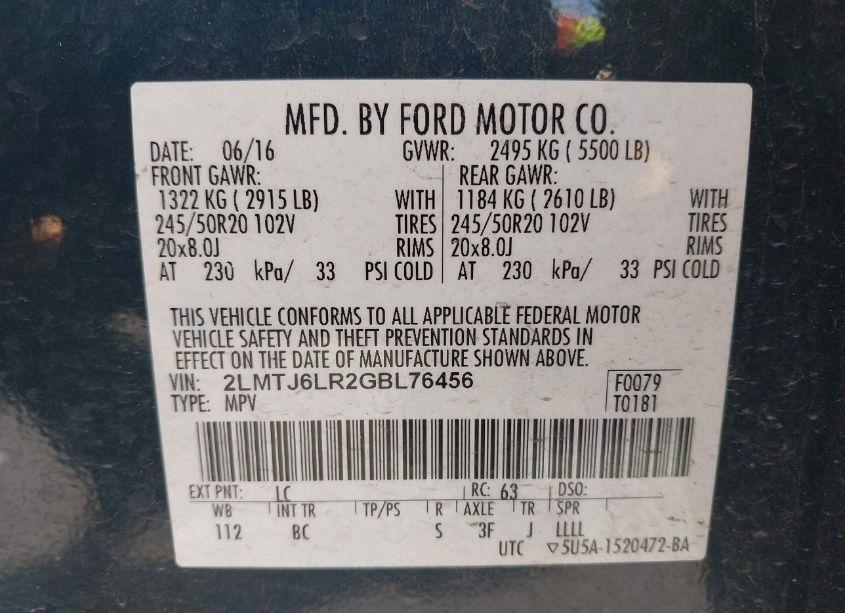 MFD. BY FORD MOTOR CO.
DATE: 06/16 GVWR: 2495 KG ( 5500 LB)
FRONT GAWR: REAR GAWR:
1322 KG ( 2915 LB) WITH 1184 KG ( 2610 LB) WITH
245/50R20 102V TIRES 245/50R20 102V TIRES
20x8.0J RIMS 20x8.0J RIMS
AT 230 kPa/ 33 PSI COLD AT 230 kPa/ 33 PSI COLD
THIS VEHICLE CONFORMS TO ALL APPLICABLE FEDERAL MOTOR
VEHICLE SAFETY AND THEFT PREVENTION STANDARDS IN
EFFECT ON THE DATE OF MANUFACTURE SHOWN ABOVE.
VIN: 2LMTJ6LR2GBL76456 F0079
TYPE: MPV T0181
EXT PNT: LC RC: 63 DSO:
WB INT TR TP/PS R AXLE TR SPR
112 BC S 3F J LLLL
UTC ▽5U5A-1520472-BA